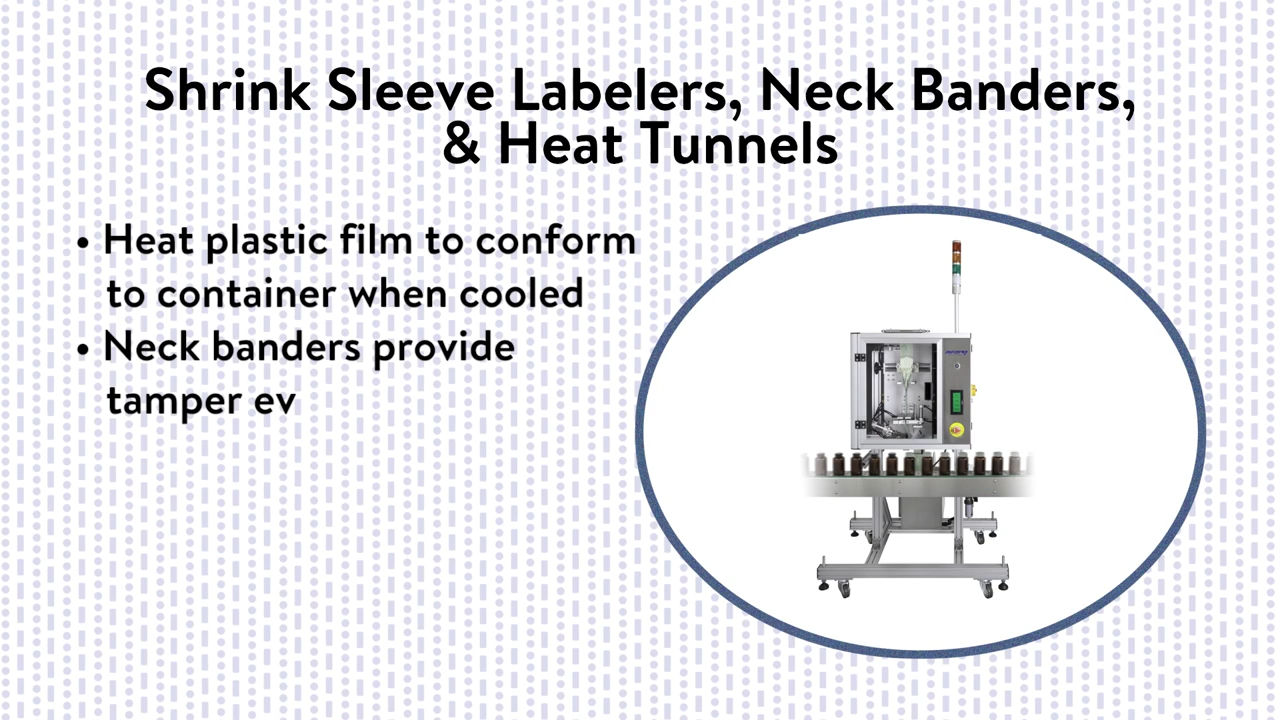 Shrink Sleeve Labelers, Neck Banders,
& Heat Tunnels
• Heat plastic film to conform
to container when cooled
• Neck banders provide
tamper ev